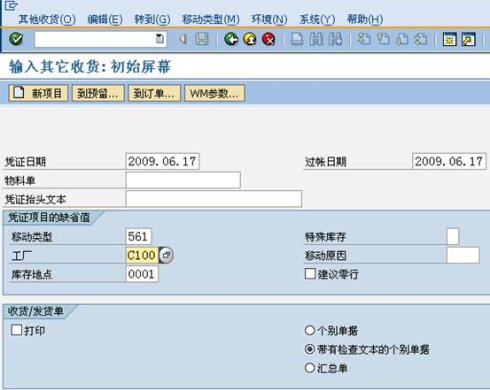 其他收货(O) 编辑(E) 转到(G) 移动类型(M) 环境(N) 系统(Y) 帮助(H)
输入其它收货:初始屏幕
新项目 到预留... 到订单... WM参数...
凭证日期 2009.06.17 过帐日期 2009.06.17
物料单
凭证抬头文本
凭证项目的缺省值
移动类型 561 特殊库存
工厂 C100 移动原因
库存地点 0001 建议零行
收货/发货单
打印 个别单据
带有检查文本的个别单据
汇总单